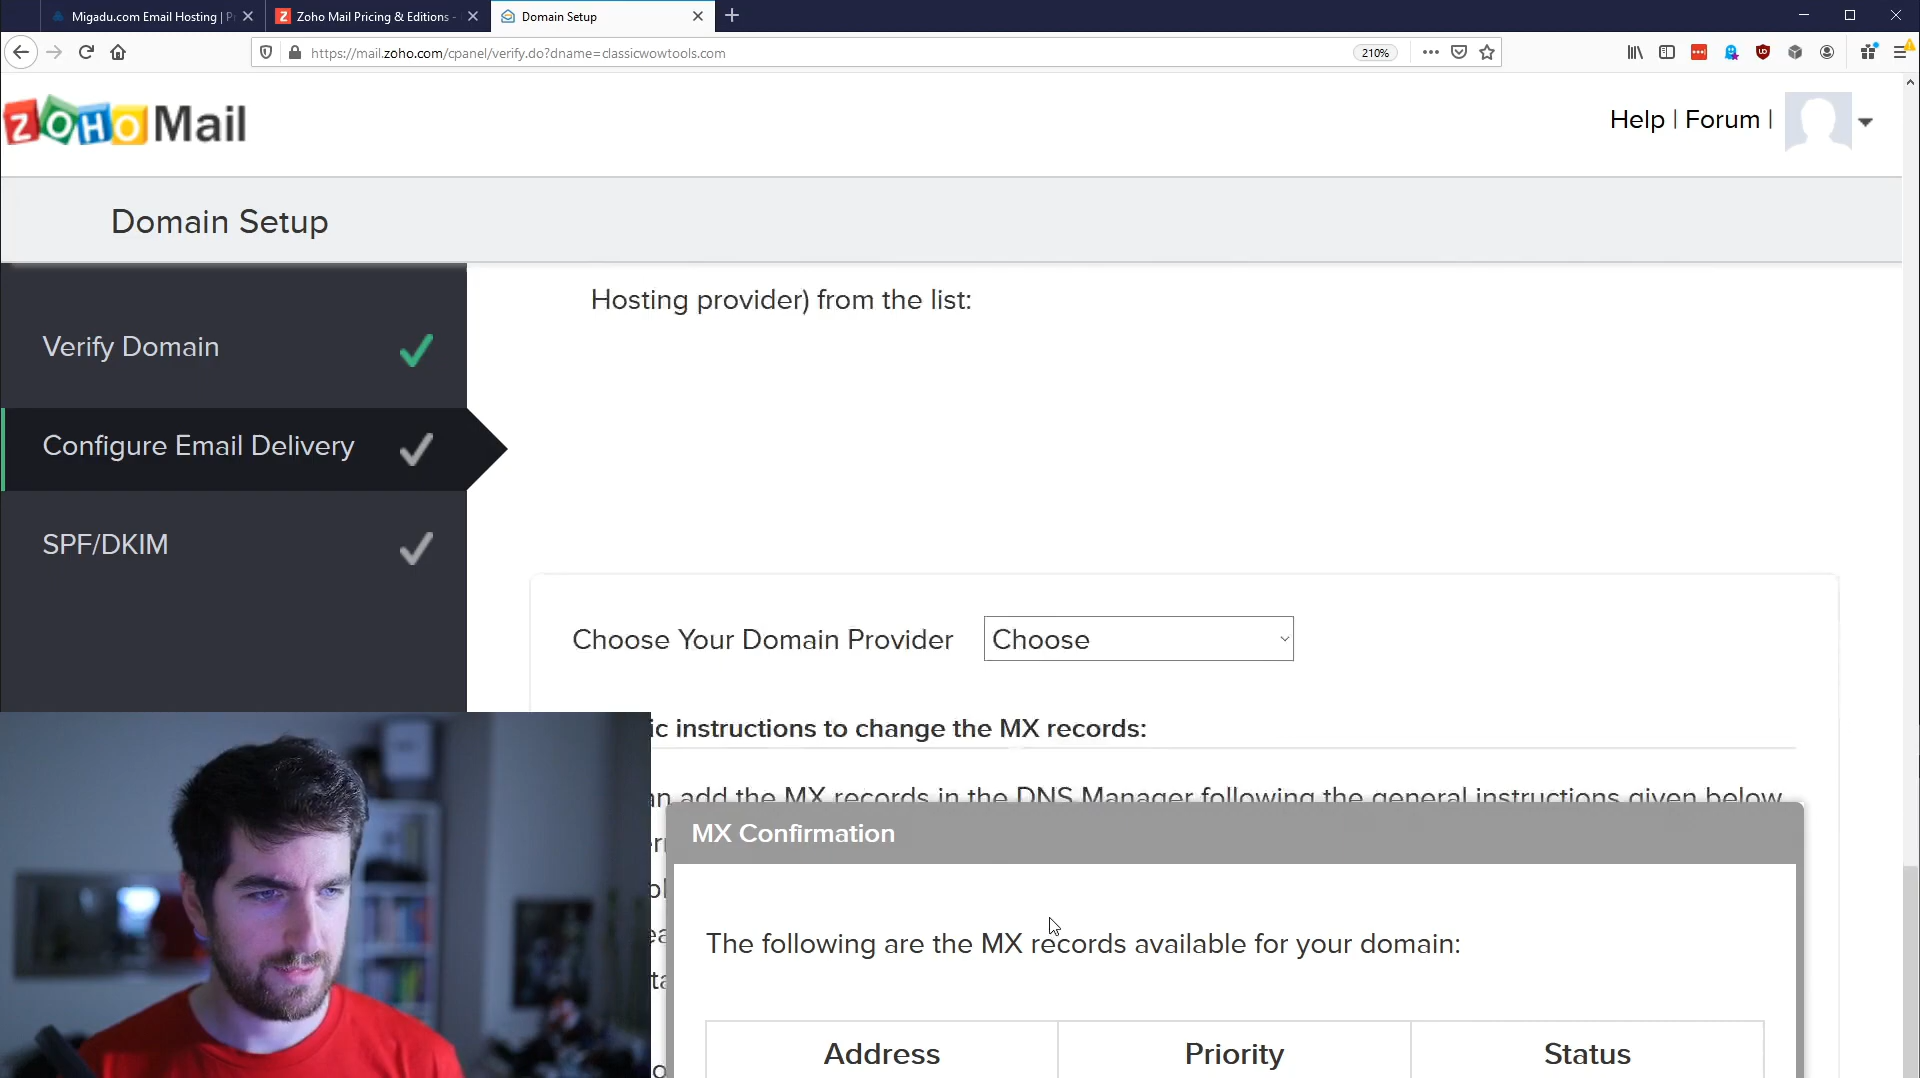 Migadu.com Email Hosting |
Zoho Mail Pricing & Editions -
Domain Setup
https://mail.zoho.com/cpanel/verify.do?dname=classicwowtools.com
210%
ZOHO Mail
Help | Forum |
Domain Setup
Hosting provider) from the list:
Verify Domain
Configure Email Delivery
SPF/DKIM
Choose Your Domain Provider
Choose
ic instructions to change the MX records:
an add the MX records in the DNS Manager following the general instructions given below
MX Confirmation
The following are the MX records available for your domain:
Address
Priority
Status